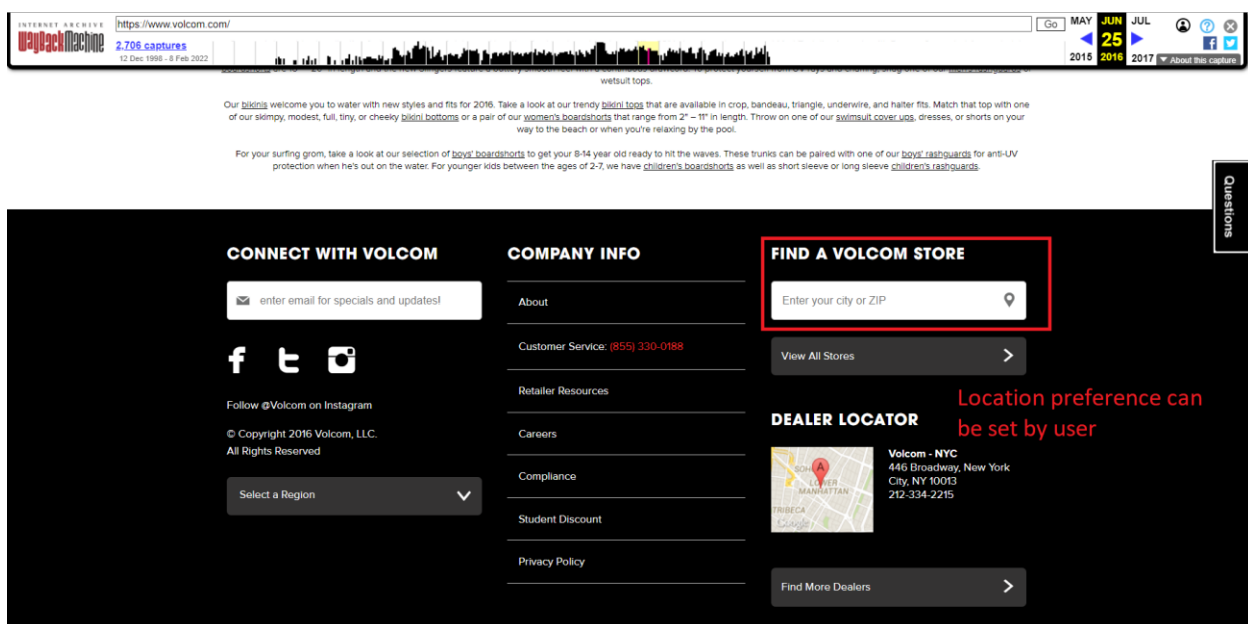 INTERNET ARCHIVE
WayBackMachine
https://www.volcom.com/
Go
2,706 captures
12 Dec 1998 - 8 Feb 2022
MAY JUN JUL
25
2015 2016 2017
About this capture
wetsuit tops.
Our bikinis welcome you to water with new styles and fits for 2016. Take a look at our trendy bikini tops that are available in crop, bandeau, triangle, underwire, and halter fits. Match that top with one
of our skimpy, modest, full, tiny, or cheeky bikini bottoms or a pair of our women's boardshorts that range from 2" – 11" in length. Throw on one of our swimsuit cover ups, dresses, or shorts on your
way to the beach or when you're relaxing by the pool.
For your surfing grom, take a look at our selection of boys' boardshorts to get your 8-14 year old ready to hit the waves. These trunks can be paired with one of our boys' rashguards for anti-UV
protection when he's out on the water. For younger kids between the ages of 2-7, we have children's boardshorts as well as short sleeve or long sleeve children's rashguards.
Questions
CONNECT WITH VOLCOM
enter email for specials and updates!
Follow @Volcom on Instagram
© Copyright 2016 Volcom, LLC.
All Rights Reserved
Select a Region
COMPANY INFO
About
Customer Service: (855) 330-0188
Retailer Resources
Careers
Compliance
Student Discount
Privacy Policy
FIND A VOLCOM STORE
Enter your city or ZIP
View All Stores
Location preference can
be set by user
DEALER LOCATOR
SOH
A
LOWER
MANHATTAN
TRIBECA
Google
Volcom - NYC
446 Broadway, New York
City, NY 10013
212-334-2215
Find More Dealers